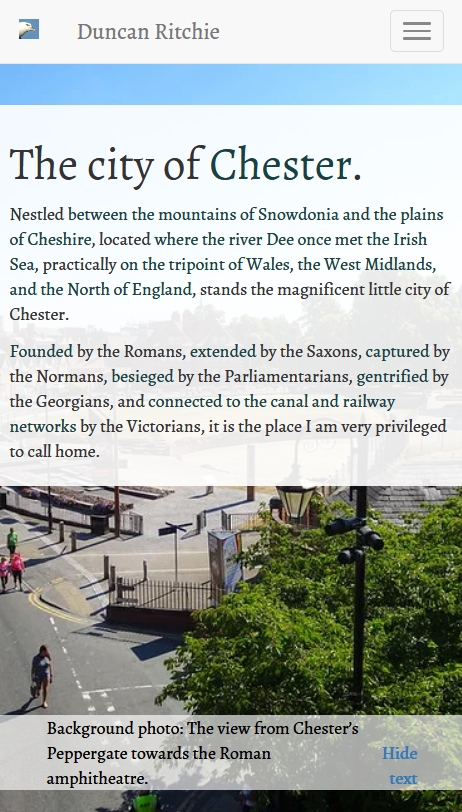 Duncan Ritchie
The city of Chester.
Nestled between the mountains of Snowdonia and the plains
of Cheshire, located where the river Dee once met the Irish
Sea, practically on the tripoint of Wales, the West Midlands,
and the North of England, stands the magnificent little city of
Chester.
Founded by the Romans, extended by the Saxons, captured by
the Normans, besieged by the Parliamentarians, gentrified by
the Georgians, and connected to the canal and railway
networks by the Victorians, it is the place I am very privileged
to call home.
Background photo: The view from Chester’s
Peppergate towards the Roman
amphitheatre.
Hide
text